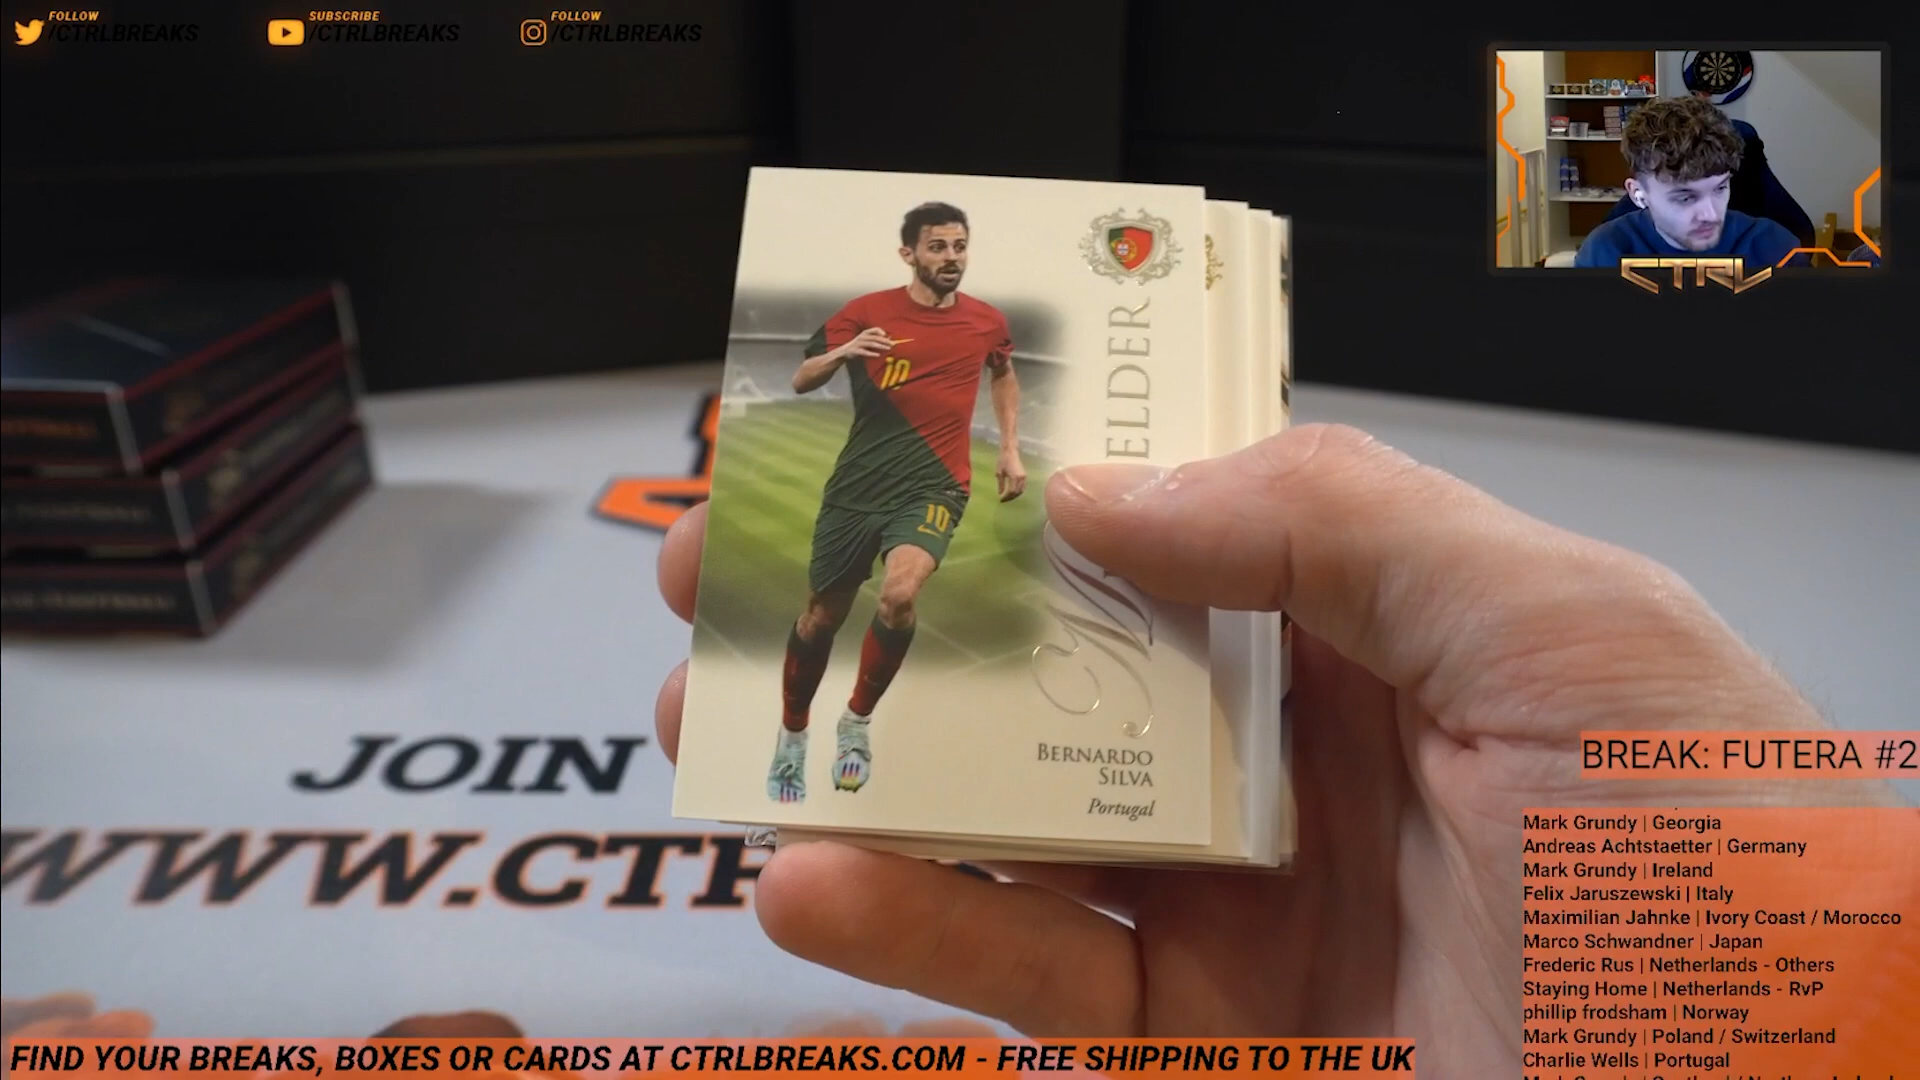 FOLLOW
/CTRLBREAKS
SUBSCRIBE
/CTRLBREAKS
FOLLOW
/CTRLBREAKS
CTRL
10
10
ELDER
BERNARDO
SILVA
Portugal
JOIN
WWW.CTR
BREAK: FUTERA #2
Mark Grundy | Georgia
Andreas Achtstaetter | Germany
Mark Grundy | Ireland
Felix Jaruszewski | Italy
Maximilian Jahnke | Ivory Coast / Morocco
Marco Schwandner | Japan
Frederic Rus | Netherlands - Others
Staying Home | Netherlands - RvP
phillip frodsham | Norway
Mark Grundy | Poland / Switzerland
Charlie Wells | Portugal
FIND YOUR BREAKS, BOXES OR CARDS AT CTRLBREAKS.COM - FREE SHIPPING TO THE UK